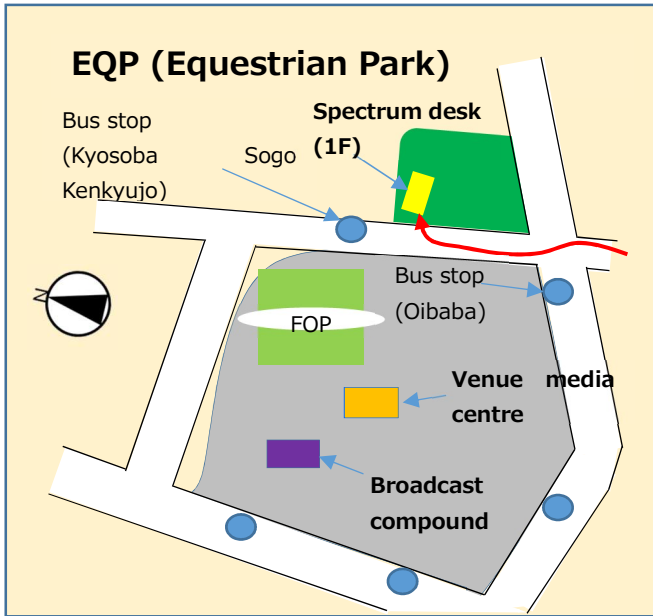 EQP (Equestrian Park)
Spectrum desk
(1F)
Bus stop
(Kyosoba
Kenkyujo)
Sogo
N
Bus stop
(Oibaba)
FOP
Venue media
centre
Broadcast
compound